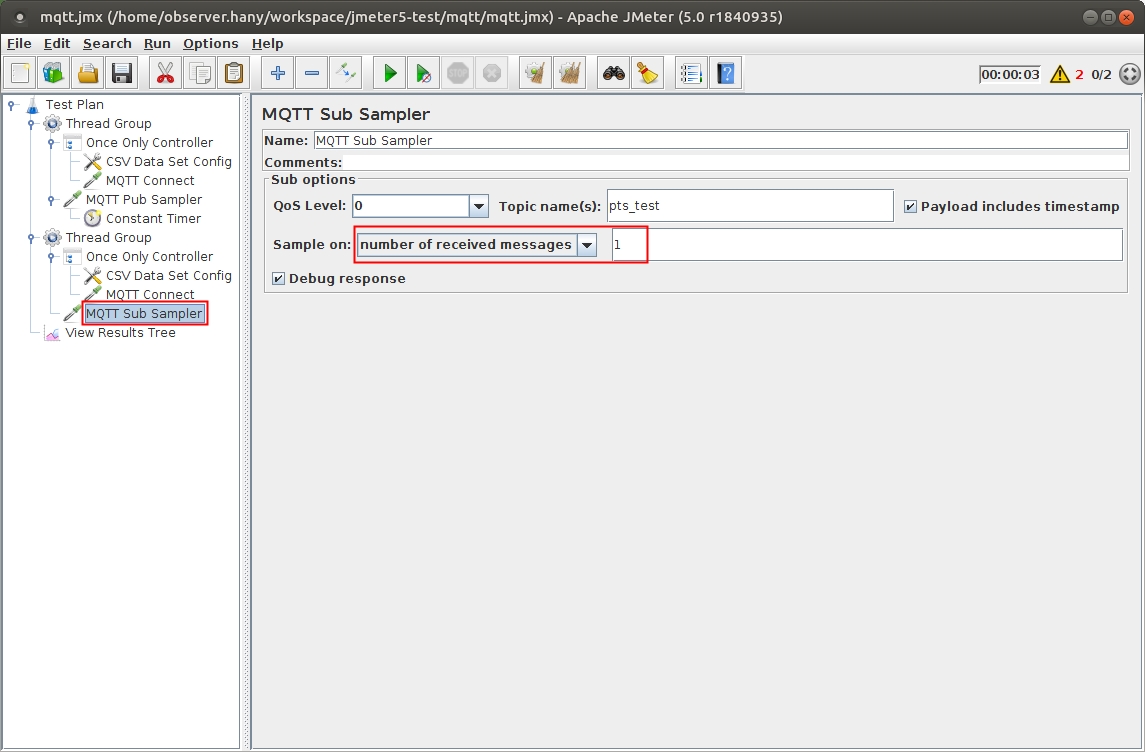 mqtt.jmx (/home/observer.hany/workspace/jmeter5-test/mqtt/mqtt.jmx) - Apache JMeter (5.0 r1840935)
File Edit Search Run Options Help
STOP 00:00:03 2 0/2
Test Plan
Thread Group
Once Only Controller
CSV Data Set Config
MQTT Connect
MQTT Pub Sampler
Constant Timer
Thread Group
Once Only Controller
CSV Data Set Config
MQTT Connect
MQTT Sub Sampler
View Results Tree
MQTT Sub Sampler
Name: MQTT Sub Sampler
Comments:
Sub options
QoS Level: 0 Topic name(s): pts_test Payload includes timestamp
Sample on: number of received messages 1
Debug response